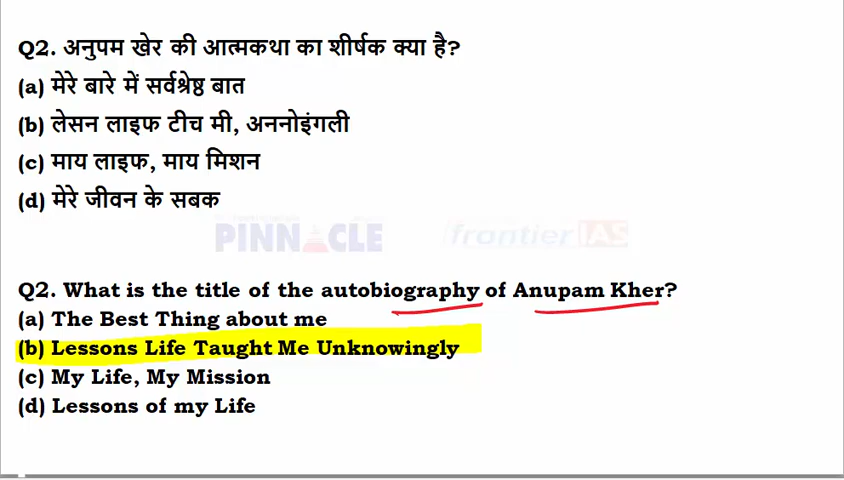 Q2. अनुपम खेर की आत्मकथा का शीर्षक क्या है?
(a) मेरे बारे में सर्वश्रेष्ठ बात
(b) लेसन लाइफ टीच मी, अननोइंगली
(c) माय लाइफ, माय मिशन
(d) मेरे जीवन के सबक
PINNACLE frontier IAS
Q2. What is the title of the autobiography of Anupam Kher?
(a) The Best Thing about me
(b) Lessons Life Taught Me Unknowingly
(c) My Life, My Mission
(d) Lessons of my Life